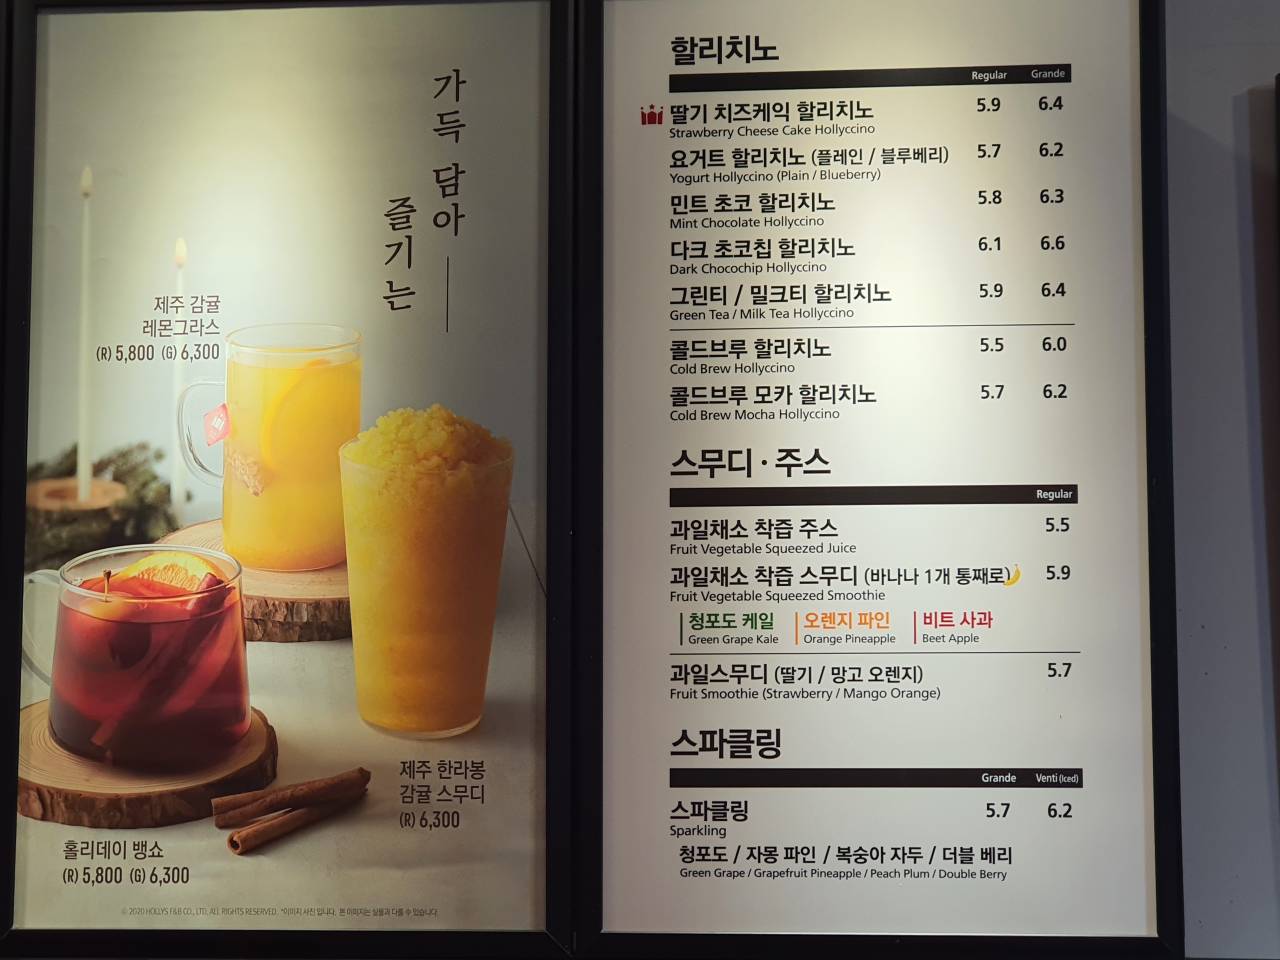 가득 담아
즐기는
제주 감귤
레몬그라스
(R) 5,800 (G) 6,300
제주 한라봉
감귤 스무디
(R) 6,300
홀리데이 뱅쇼
(R) 5,800 (G) 6,300
© 2020 HOLLYS F&B CO., LTD. ALL RIGHTS RESERVED. *이미지 사진 입니다. 본 이미지는 실물과 다를 수 있습니다.
할리치노
Regular Grande
딸기 치즈케익 할리치노 5.9 6.4
Strawberry Cheese Cake Hollyccino
요거트 할리치노 (플레인 / 블루베리) 5.7 6.2
Yogurt Hollyccino (Plain / Blueberry)
민트 초코 할리치노 5.8 6.3
Mint Chocolate Hollyccino
다크 초코칩 할리치노 6.1 6.6
Dark Chocochip Hollyccino
그린티 / 밀크티 할리치노 5.9 6.4
Green Tea / Milk Tea Hollyccino
콜드브루 할리치노 5.5 6.0
Cold Brew Hollyccino
콜드브루 모카 할리치노 5.7 6.2
Cold Brew Mocha Hollyccino
스무디 · 주스
Regular
과일채소 착즙 주스 5.5
Fruit Vegetable Squeezed Juice
과일채소 착즙 스무디 (바나나 1개 통째로) 5.9
Fruit Vegetable Squeezed Smoothie
청포도 케일 오렌지 파인 비트 사과
Green Grape Kale Orange Pineapple Beet Apple
과일스무디 (딸기 / 망고 오렌지) 5.7
Fruit Smoothie (Strawberry / Mango Orange)
스파클링
Grande Venti (Iced)
스파클링 5.7 6.2
Sparkling
청포도 / 자몽 파인 / 복숭아 자두 / 더블 베리
Green Grape / Grapefruit Pineapple / Peach Plum / Double Berry